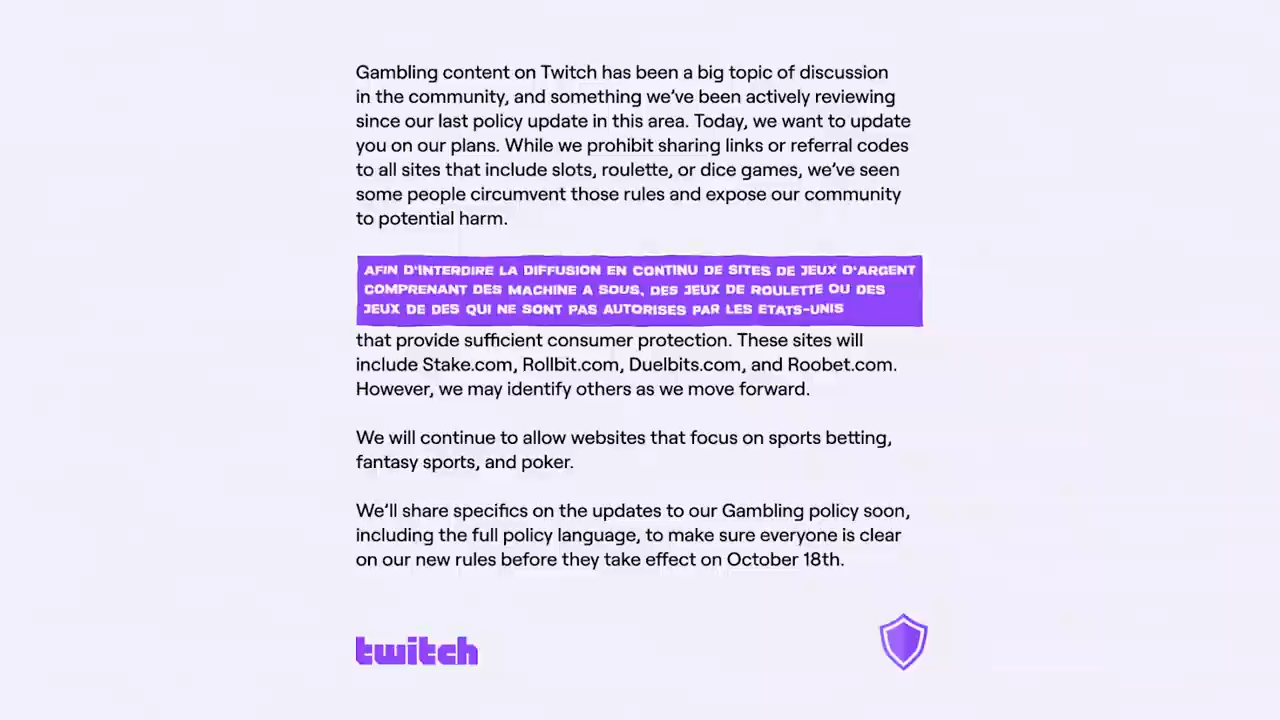 Gambling content on Twitch has been a big topic of discussion
in the community, and something we've been actively reviewing
since our last policy update in this area. Today, we want to update
you on our plans. While we prohibit sharing links or referral codes
to all sites that include slots, roulette, or dice games, we've seen
some people circumvent those rules and expose our community
to potential harm.
AFIN D'INTERDIRE LA DIFFUSION EN CONTINU DE SITES DE JEUX D'ARGENT
COMPRENANT DES MACHINE A SOUS, DES JEUX DE ROULETTE OU DES
JEUX DE DES QUI NE SONT PAS AUTORISES PAR LES ETATS-UNIS
that provide sufficient consumer protection. These sites will
include Stake.com, Rollbit.com, Duelbits.com, and Roobet.com.
However, we may identify others as we move forward.
We will continue to allow websites that focus on sports betting,
fantasy sports, and poker.
We'll share specifics on the updates to our Gambling policy soon,
including the full policy language, to make sure everyone is clear
on our new rules before they take effect on October 18th.
twitch